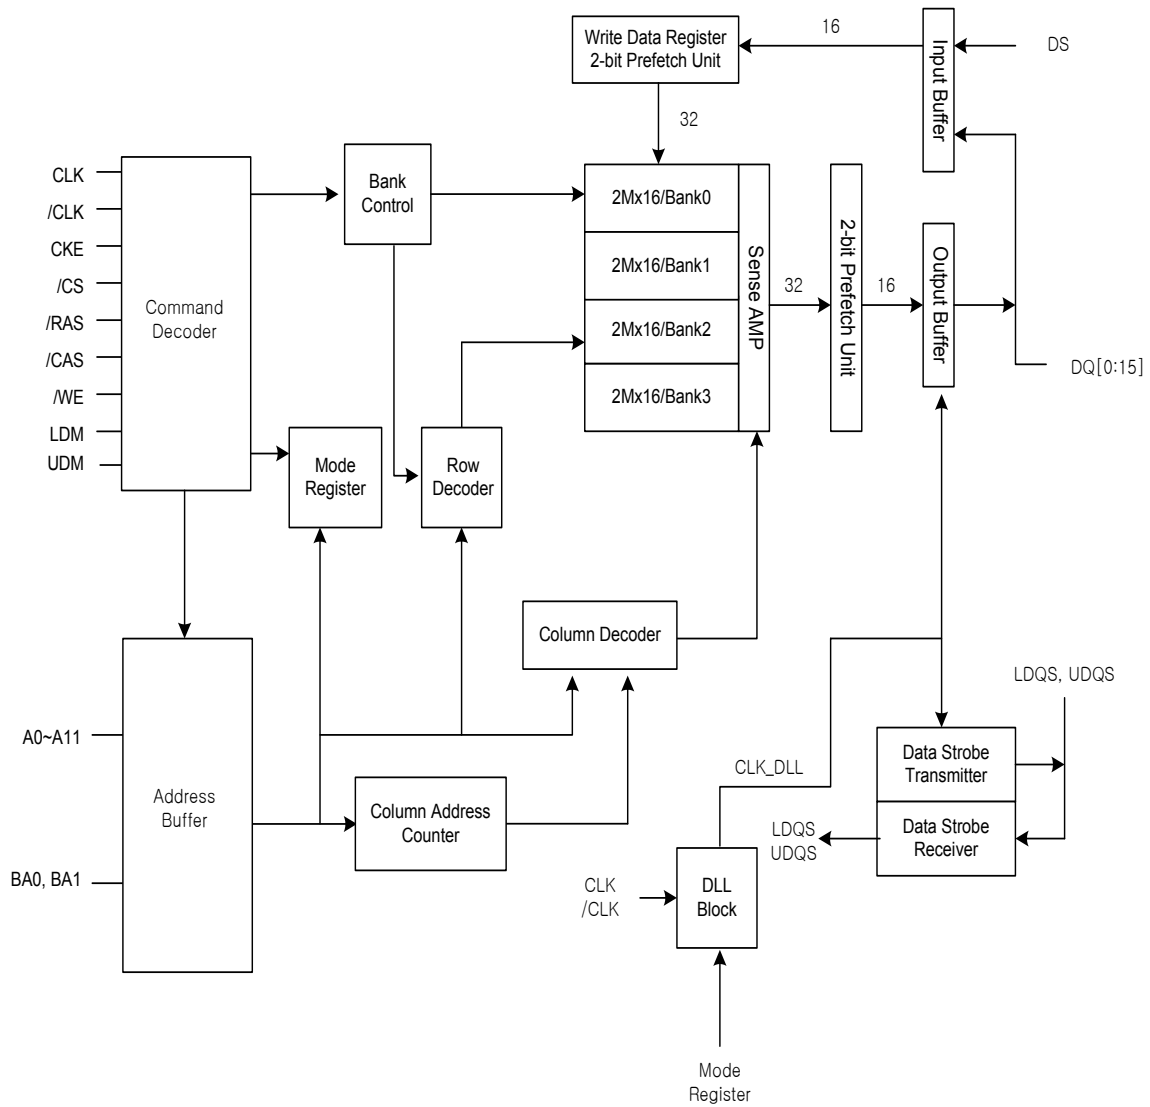 Write Data Register
2-bit Prefetch Unit
16
Input Buffer
DS
32
CLK
/CLK
CKE
/CS
/RAS
/CAS
/WE
LDM
UDM
Command
Decoder
Bank
Control
2Mx16/Bank0
2Mx16/Bank1
2Mx16/Bank2
2Mx16/Bank3
Sense AMP
32
2-bit Prefetch Unit
16
Output Buffer
DQ[0:15]
Mode
Register
Row
Decoder
Column Decoder
LDQS, UDQS
A0~A11
BA0, BA1
Address
Buffer
Column Address
Counter
CLK_DLL
Data Strobe
Transmitter
Data Strobe
Receiver
LDQS
UDQS
CLK
/CLK
DLL
Block
Mode
Register